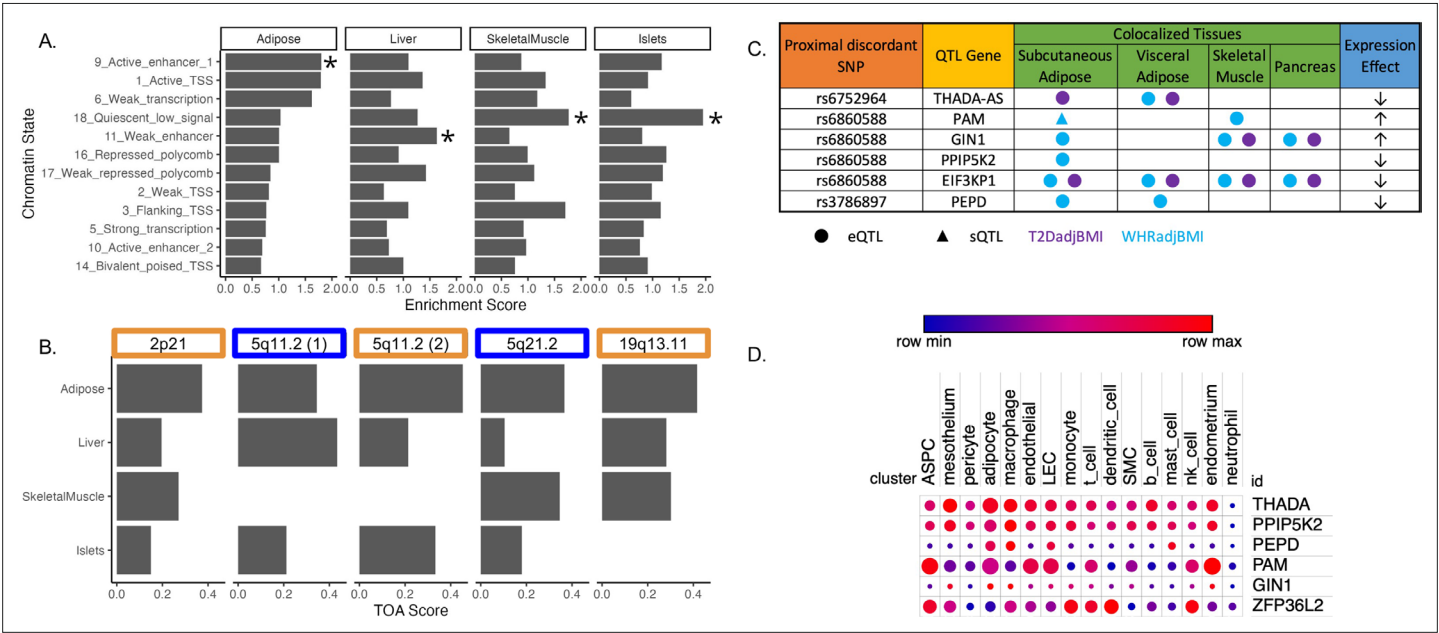 A.
Adipose
Liver
SkeletalMuscle
Islets
Chromatin State
9_Active_enhancer_1
*
1_Active_TSS
6_Weak_transcription
18_Quiescent_low_signal
*
*
11_Weak_enhancer
*
16_Repressed_polycomb
17_Weak_repressed_polycomb
2_Weak_TSS
3_Flanking_TSS
5_Strong_transcription
10_Active_enhancer_2
14_Bivalent_poised_TSS
0.0 0.5 1.0 1.5 2.0 0.0 0.5 1.0 1.5 2.0 0.0 0.5 1.0 1.5 2.0 0.0 0.5 1.0 1.5 2.0
Enrichment Score
B.
2p21
5q11.2 (1)
5q11.2 (2)
5q21.2
19q13.11
Adipose
Liver
SkeletalMuscle
Islets
0.0 0.2 0.4 0.0 0.2 0.4 0.0 0.2 0.4 0.0 0.2 0.4 0.0 0.2 0.4
TOA Score
C.
Proximal discordant
SNP
QTL Gene
Colocalized Tissues
Subcutaneous
Adipose
Visceral
Adipose
Skeletal
Muscle
Pancreas
Expression
Effect
rs6752964 THADA-AS ↓
rs6860588 PAM ↑
rs6860588 GIN1 ↑
rs6860588 PPIP5K2 ↓
rs6860588 EIF3KP1 ↓
rs3786897 PEPD ↓
eQTL sQTL T2DadjBMI WHRadjBMI
D.
row min row max
cluster
ASPC
mesothelium
pericyte
adipocyte
macrophage
endothelial
LEC
monocyte
t_cell
dendritic_cell
SMC
b_cell
mast_cell
nk_cell
endometrium
neutrophil
id
THADA
PPIP5K2
PEPD
PAM
GIN1
ZFP36L2